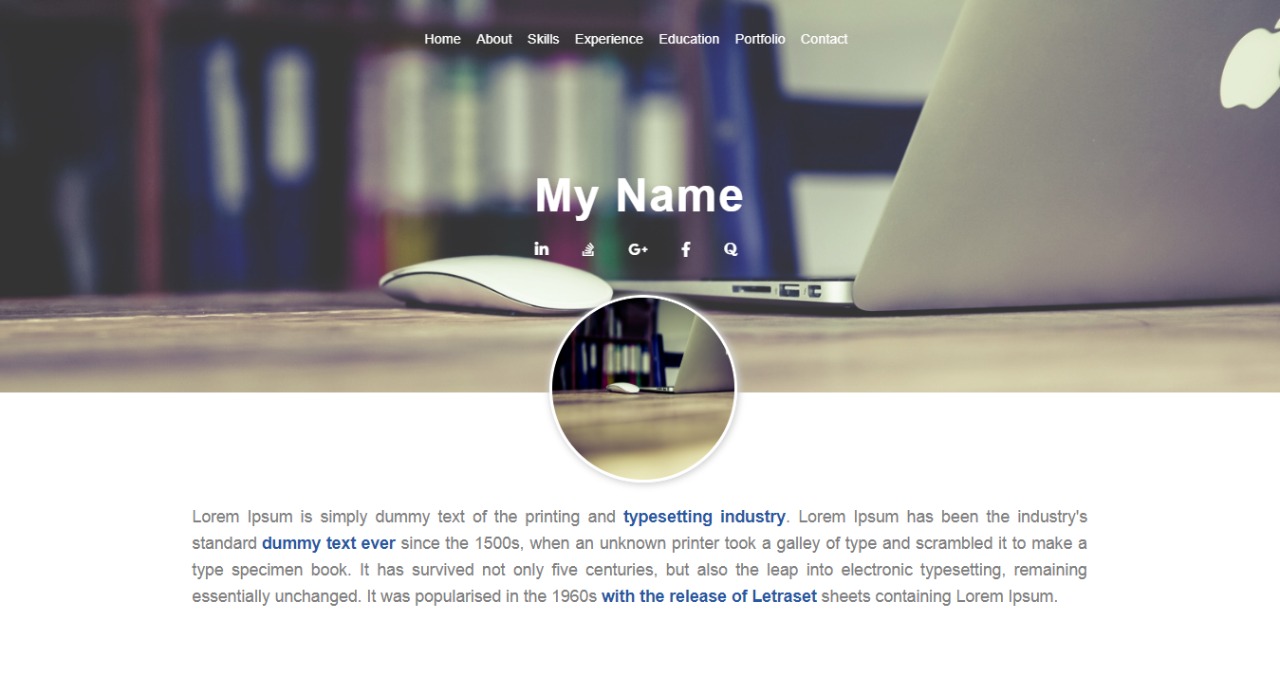 Home About Skills Experience Education Portfolio Contact
My Name
in G+ f Q
Lorem Ipsum is simply dummy text of the printing and typesetting industry. Lorem Ipsum has been the industry's
standard dummy text ever since the 1500s, when an unknown printer took a galley of type and scrambled it to make a
type specimen book. It has survived not only five centuries, but also the leap into electronic typesetting, remaining
essentially unchanged. It was popularised in the 1960s with the release of Letraset sheets containing Lorem Ipsum.